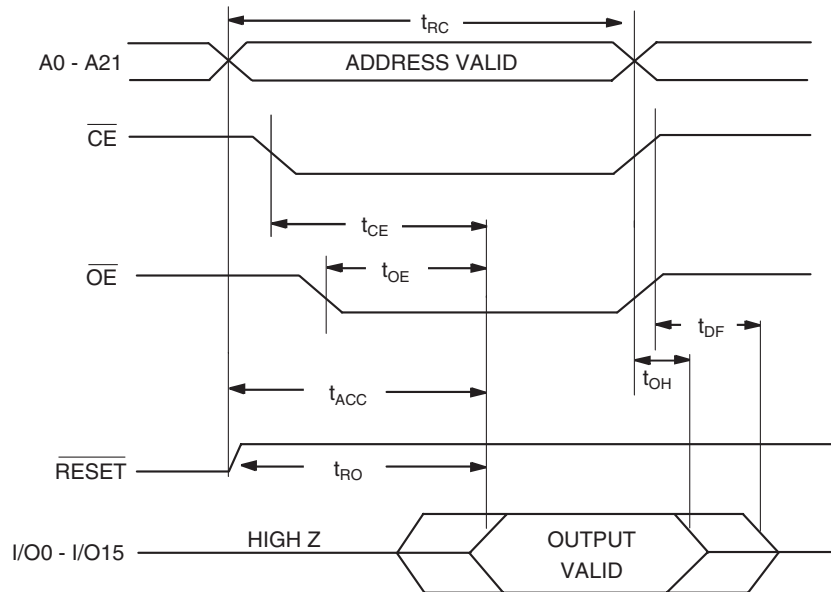 tRC
A0 - A21
ADDRESS VALID
CE
tCE
OE
tOE
tDF
tOH
tACC
RESET
tRO
I/O0 - I/O15
HIGH Z
OUTPUT
VALID